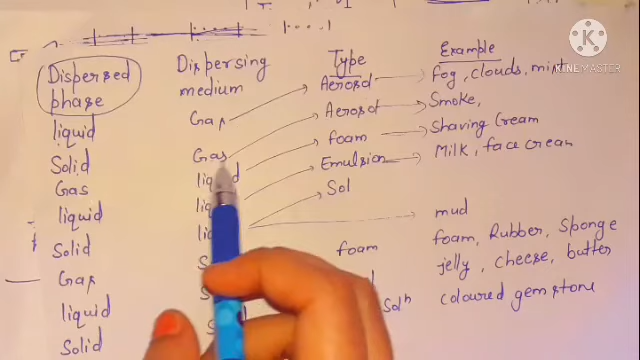 KINEMASTER
Dispersed phase Dispersing medium Type Example
liquid Gas Aerosol Fog, clouds, mist
Solid Gas Aerosol Smoke,
Gas liquid foam Shaving Cream
liquid Emulsion Milk, face cream
Solid Sol mud
Gas foam foam, Rubber, Sponge
liquid jelly, cheese, butter
Solid Solⁿ coloured gemstone